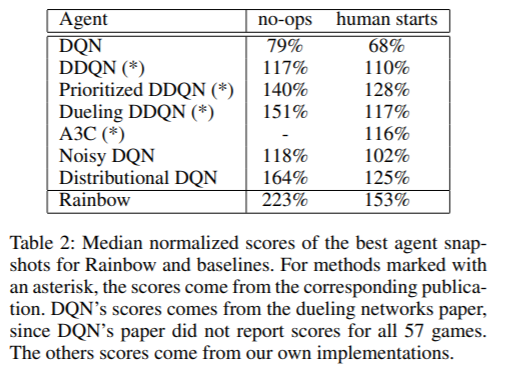 Agent no-ops human starts
DQN 79% 68%
DDQN (*) 117% 110%
Prioritized DDQN (*) 140% 128%
Dueling DDQN (*) 151% 117%
A3C (*) - 116%
Noisy DQN 118% 102%
Distributional DQN 164% 125%
Rainbow 223% 153%
Table 2: Median normalized scores of the best agent snap-
shots for Rainbow and baselines. For methods marked with
an asterisk, the scores come from the corresponding publica-
tion. DQN's scores comes from the dueling networks paper,
since DQN's paper did not report scores for all 57 games.
The others scores come from our own implementations.